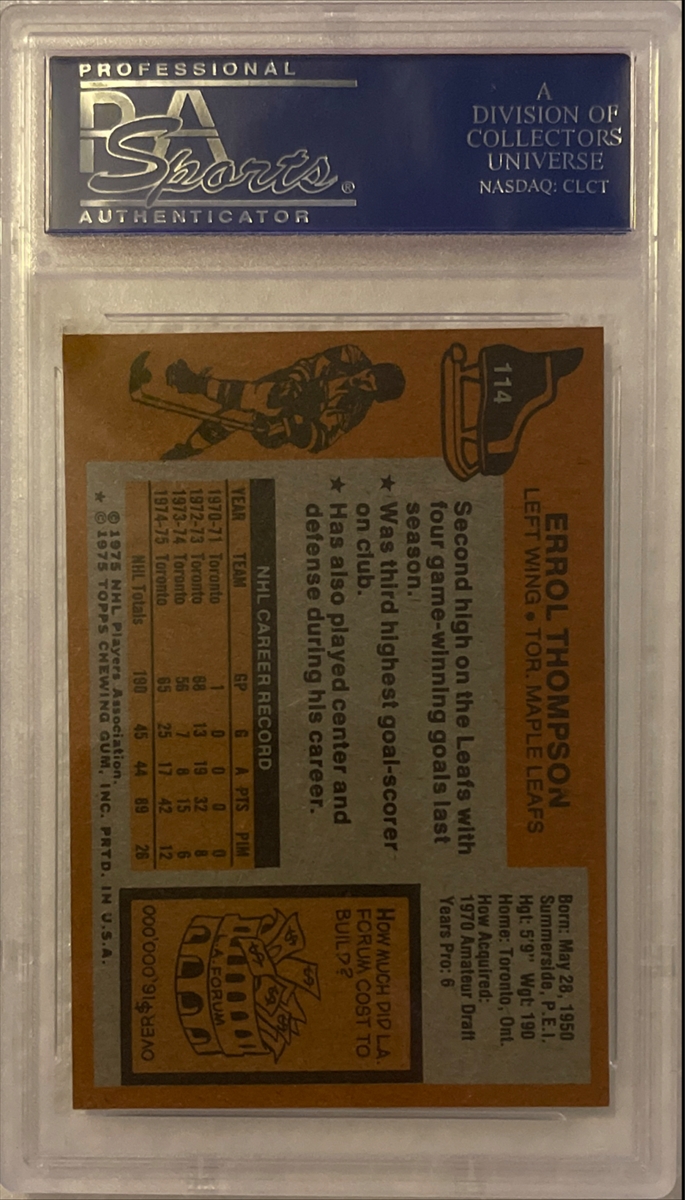 PROFESSIONAL
PSA
Sports®
AUTHENTICATOR
A
DIVISION OF
COLLECTORS
UNIVERSE
NASDAQ: CLCT
114
ERROL THOMPSON
LEFT WING • TOR. MAPLE LEAFS
Born: May 28, 1950
Summerside, P.E.I.
Hgt: 5'9" Wgt: 190
Home: Toronto, Ont.
How Acquired:
1970 Amateur Draft
Years Pro: 6
Second high on the Leafs with
four game-winning goals last
season.
★ Was third highest goal-scorer
on club.
★ Has also played center and
defense during his career.
NHL CAREER RECORD
YEAR TEAM GP G A PTS PIM
1970-71 Toronto 1 0 0 0 0
1972-73 Toronto 68 13 19 32 8
1973-74 Toronto 56 7 8 15 6
1974-75 Toronto 65 25 17 42 12
NHL Totals 190 45 44 89 26
HOW MUCH DID L.A.
FORUM COST TO
BUILD?
$ $ $ $
L.A. FORUM
OVER $16,000,000
© 1975 NHL Players Association.
★ © 1975 TOPPS CHEWING GUM, INC. PRTD. IN U.S.A.